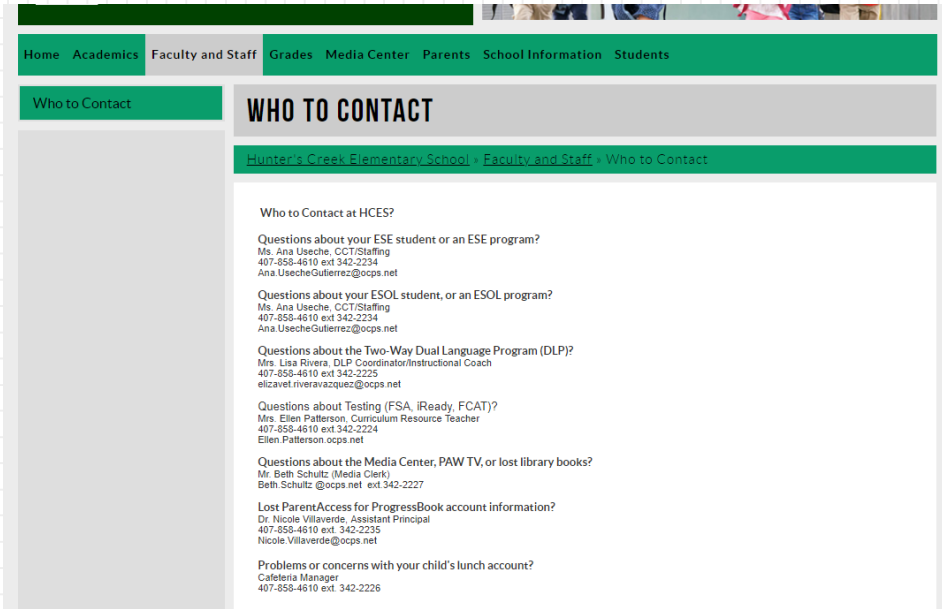 Home Academics Faculty and Staff Grades Media Center Parents School Information Students
Who to Contact
WHO TO CONTACT
Hunter's Creek Elementary School » Faculty and Staff » Who to Contact
Who to Contact at HCES?
Questions about your ESE student or an ESE program?
Ms. Ana Useche, CCT/Staffing
407-858-4610 ext 342-2234
Ana.UsecheGutierrez@ocps.net
Questions about your ESOL student, or an ESOL program?
Ms. Ana Useche, CCT/Staffing
407-858-4610 ext 342-2234
Ana.UsecheGutierrez@ocps.net
Questions about the Two-Way Dual Language Program (DLP)?
Mrs. Lisa Rivera, DLP Coordinator/Instructional Coach
407-858-4610 ext 342-2225
elizavet.riveravazquez@ocps.net
Questions about Testing (FSA, iReady, FCAT)?
Mrs. Ellen Patterson, Curriculum Resource Teacher
407-858-4610 ext.342-2224
Ellen.Patterson.ocps.net
Questions about the Media Center, PAW TV, or lost library books?
Mr. Beth Schultz (Media Clerk)
Beth.Schultz @ocps.net ext.342-2227
Lost ParentAccess for ProgressBook account information?
Dr. Nicole Villaverde, Assistant Principal
407-858-4610 ext. 342-2235
Nicole.Villaverde@ocps.net
Problems or concerns with your child's lunch account?
Cafeteria Manager
407-858-4610 ext. 342-2226